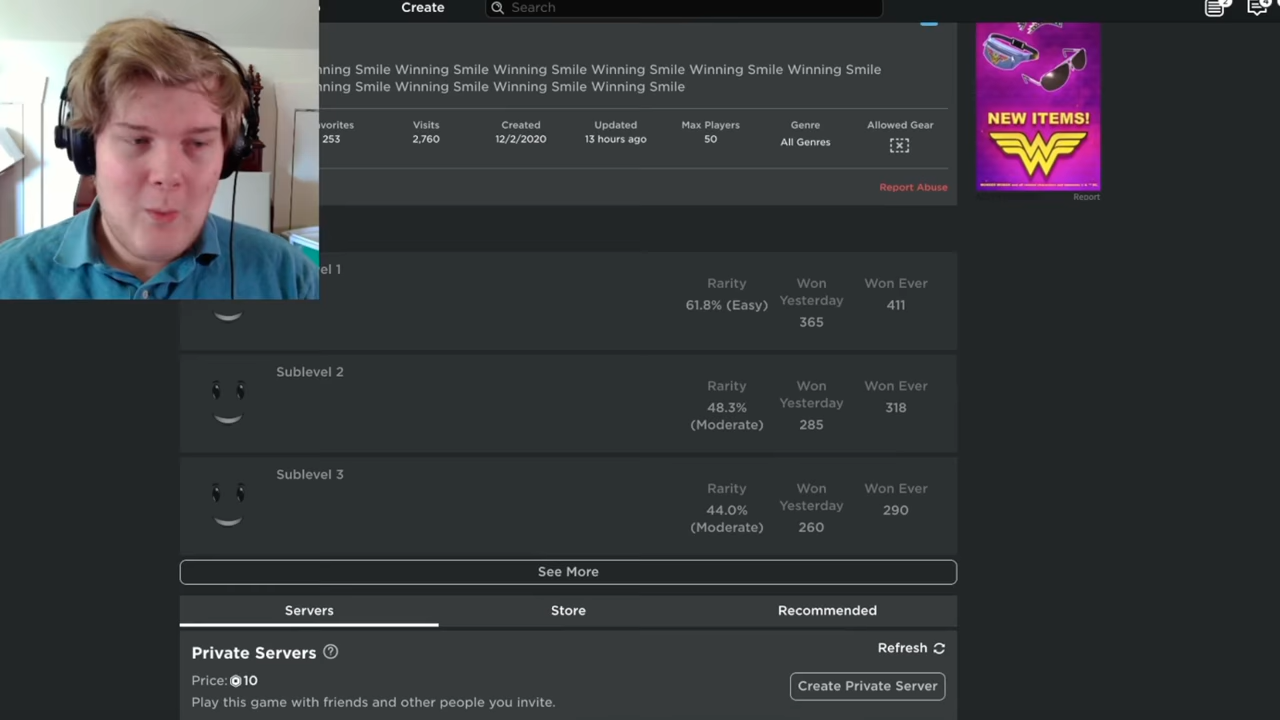 Create
Search
nning Smile Winning Smile Winning Smile Winning Smile Winning Smile Winning Smile
nning Smile Winning Smile Winning Smile Winning Smile
avorites
Visits
Created
Updated
Max Players
Genre
Allowed Gear
253
2,760
12/2/2020
13 hours ago
50
All Genres
Report Abuse
NEW ITEMS!
Report
el 1
Rarity
Won Yesterday
Won Ever
61.8% (Easy)
365
411
Sublevel 2
Rarity
Won Yesterday
Won Ever
48.3%
(Moderate)
285
318
Sublevel 3
Rarity
Won Yesterday
Won Ever
44.0%
(Moderate)
260
290
See More
Servers
Store
Recommended
Private Servers
Refresh
Price: 10
Create Private Server
Play this game with friends and other people you invite.